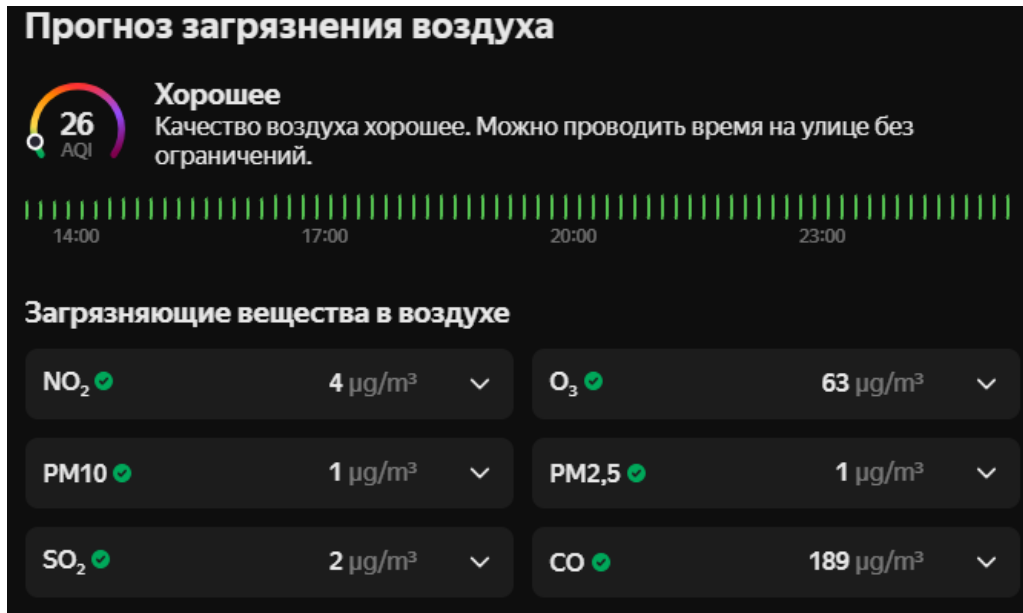 Прогноз загрязнения воздуха
26
AQI
Хорошее
Качество воздуха хорошее. Можно проводить время на улице без
ограничений.
14:00 17:00 20:00 23:00
Загрязняющие вещества в воздухе
NO₂ 4 µg/m³
O₃ 63 µg/m³
PM10 1 µg/m³
PM2,5 1 µg/m³
SO₂ 2 µg/m³
CO 189 µg/m³